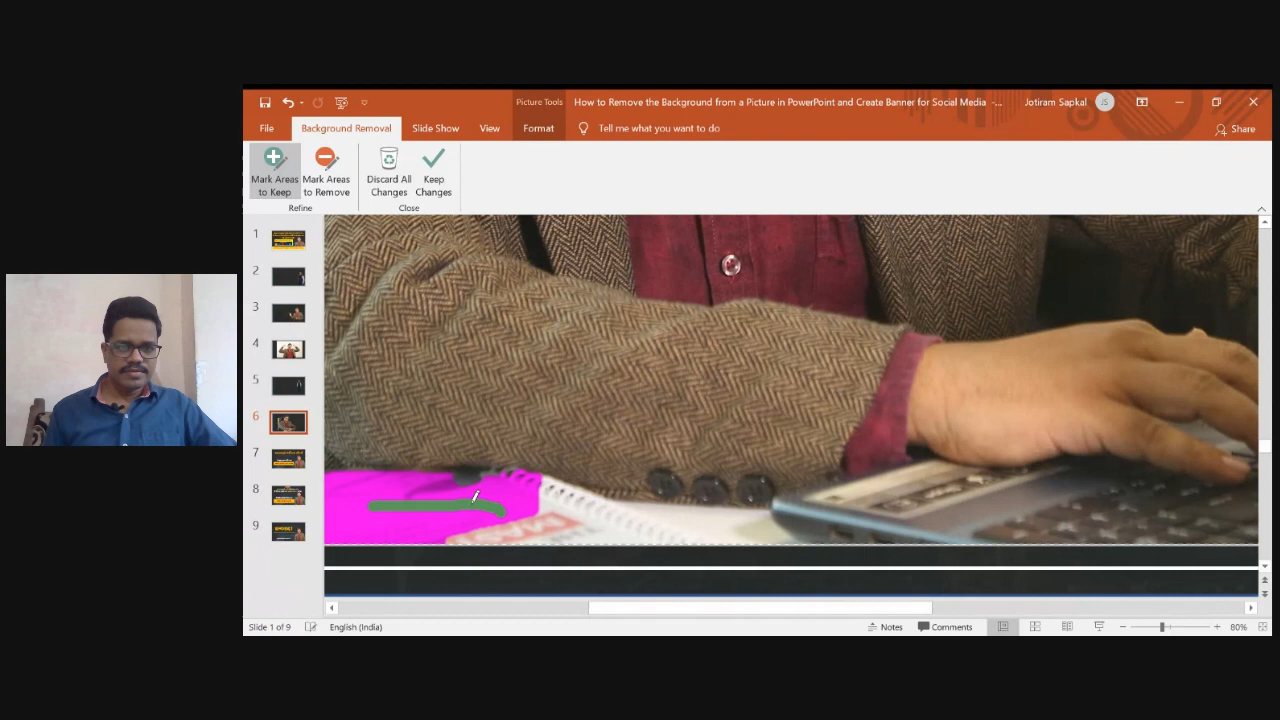 Picture Tools
How to Remove the Background from a Picture in PowerPoint and Create Banner for Social Media -...
Jotiram Sapkal
JS
File
Background Removal
Slide Show
View
Format
Tell me what you want to do
Share
Mark Areas
to Keep
Mark Areas
to Remove
Discard All
Changes
Keep
Changes
Refine
Close
1
2
3
4
5
6
7
8
9
Slide 1 of 9
English (India)
Notes
Comments
80%